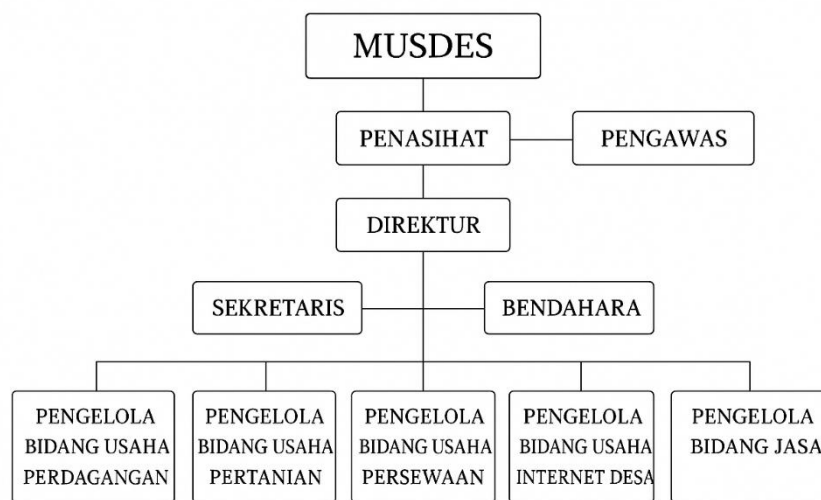 MUSDES
PENASIHAT
PENGAWAS
DIREKTUR
SEKRETARIS
BENDAHARA
PENGELOLA
BIDANG USAHA
PERDAGANGAN
PENGELOLA
BIDANG USAHA
PERTANIAN
PENGELOLA
BIDANG USAHA
PERSEWAAN
PENGELOLA
BIDANG USAHA
INTERNET DESA
PENGELOLA
BIDANG JASA